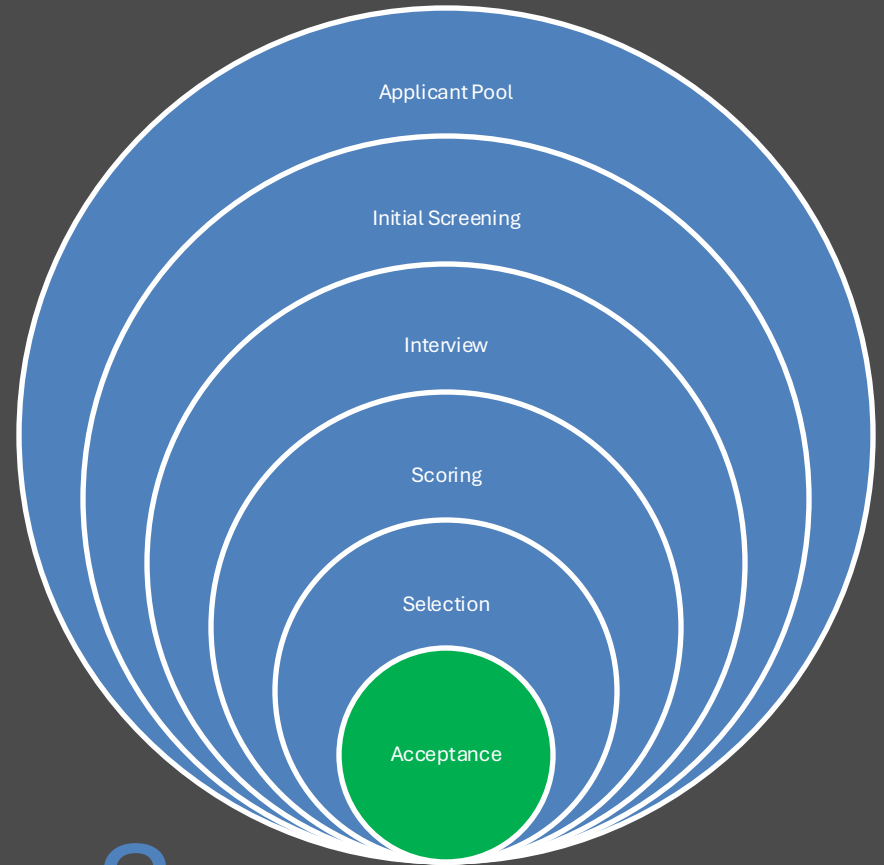 Applicant Pool
Initial Screening
Interview
Scoring
Selection
Acceptance